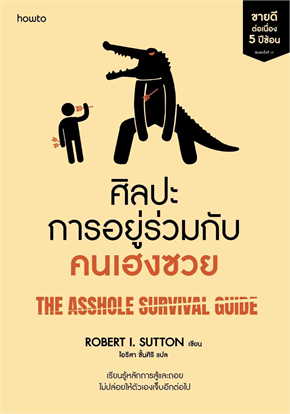 howto
ขายดี
ต่อเนื่อง
5 ปีซ้อน
ศิลปะ
การอยู่ร่วมกับ
คนเฮงซวย
THE ASSHOLE SURVIVAL GUIDE
ROBERT I. SUTTON เขียน
ไอริสา ชั้นศิริ แปล
เรียนรู้หลักการสู้และถอย
ไม่ปล่อยให้ตัวเองเจ็บอีกต่อไป